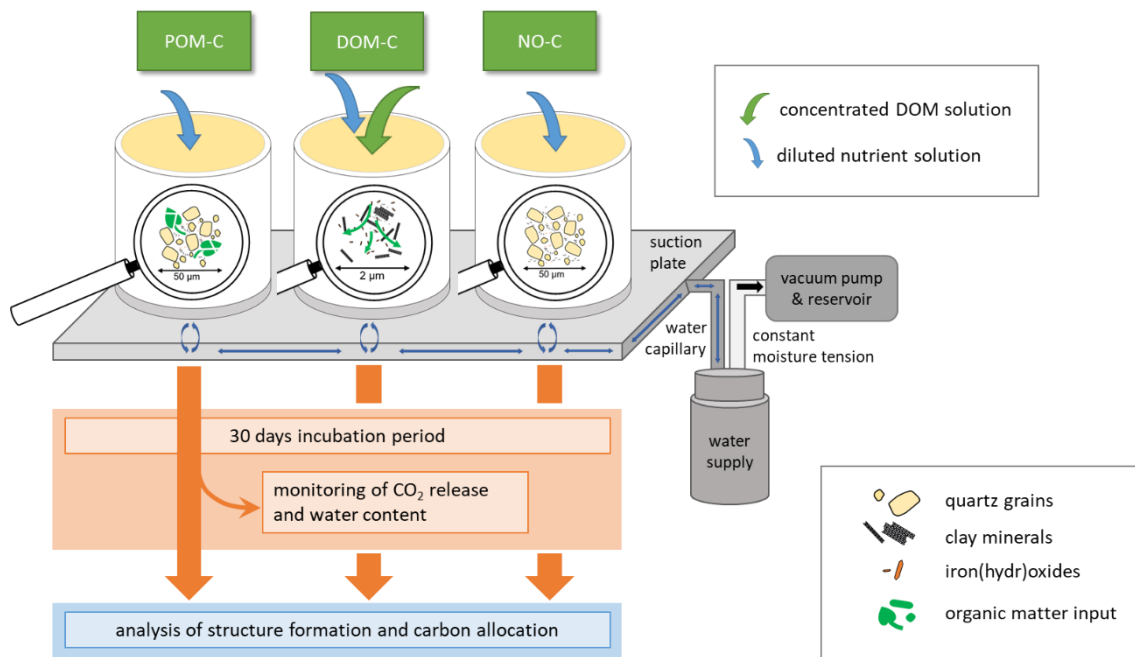 POM-C
DOM-C
NO-C
concentrated DOM solution
diluted nutrient solution
50 µm
2 µm
50 µm
suction
plate
vacuum pump
& reservoir
water
capillary
constant
moisture tension
water
supply
30 days incubation period
monitoring of CO₂ release
and water content
analysis of structure formation and carbon allocation
quartz grains
clay minerals
iron(hydr)oxides
organic matter input